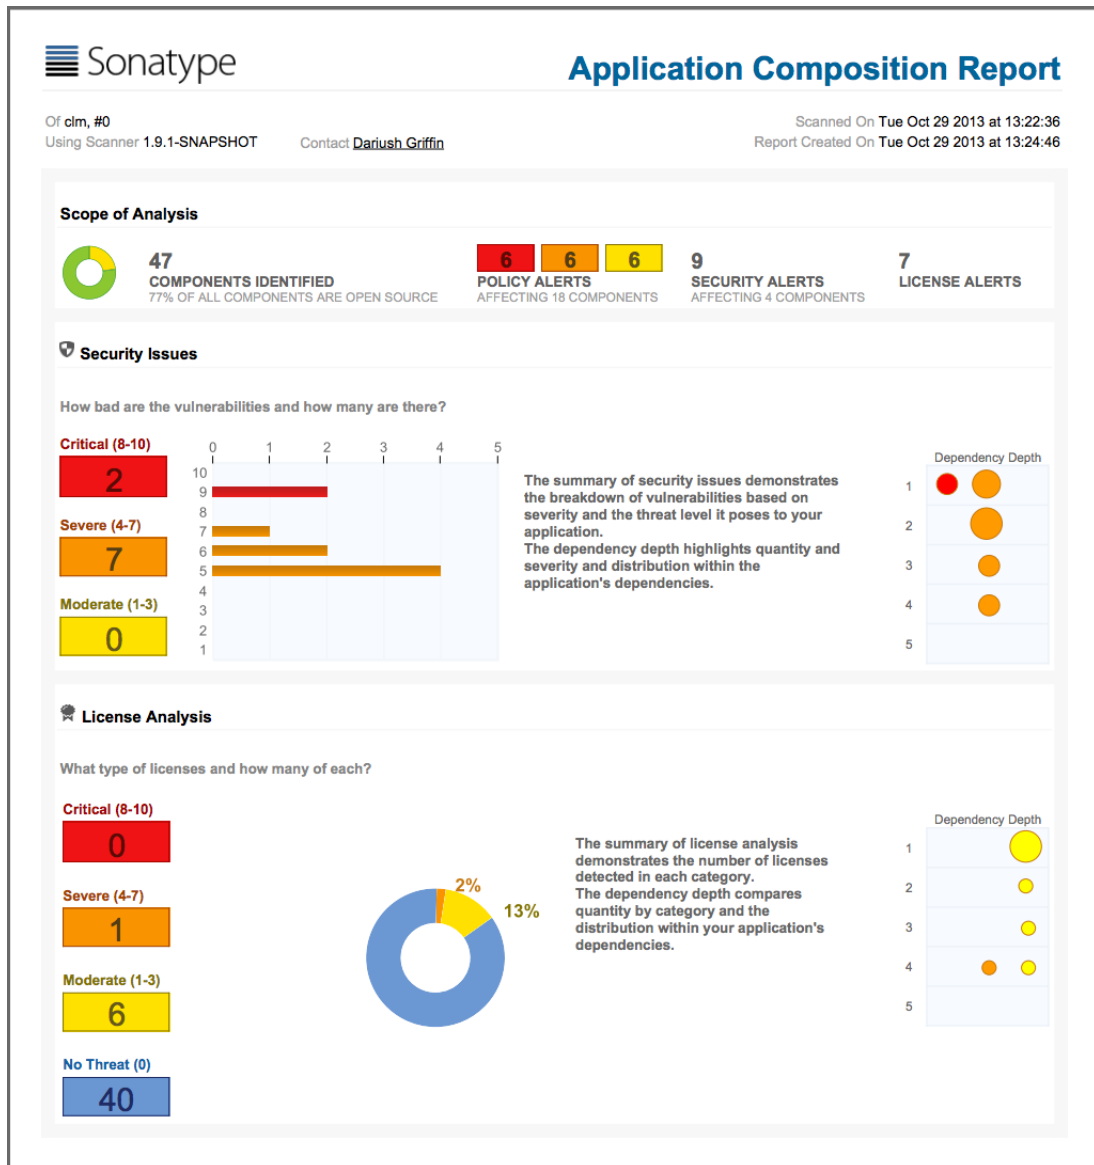 Sonatype
Application Composition Report
Of clm, #0
Using Scanner 1.9.1-SNAPSHOT
Contact Dariush Griffin
Scanned On Tue Oct 29 2013 at 13:22:36
Report Created On Tue Oct 29 2013 at 13:24:46
Scope of Analysis
47
COMPONENTS IDENTIFIED
77% OF ALL COMPONENTS ARE OPEN SOURCE
6 6 6
POLICY ALERTS
AFFECTING 18 COMPONENTS
9
SECURITY ALERTS
AFFECTING 4 COMPONENTS
7
LICENSE ALERTS
Security Issues
How bad are the vulnerabilities and how many are there?
Critical (8-10)
2
Severe (4-7)
7
Moderate (1-3)
0
0 1 2 3 4 5
10
9
8
7
6
5
4
3
2
1
The summary of security issues demonstrates
the breakdown of vulnerabilities based on
severity and the threat level it poses to your
application.
The dependency depth highlights quantity and
severity and distribution within the
application's dependencies.
Dependency Depth
1
2
3
4
5
License Analysis
What type of licenses and how many of each?
Critical (8-10)
0
Severe (4-7)
1
Moderate (1-3)
6
No Threat (0)
40
2%
13%
The summary of license analysis
demonstrates the number of licenses
detected in each category.
The dependency depth compares
quantity by category and the
distribution within your application's
dependencies.
Dependency Depth
1
2
3
4
5